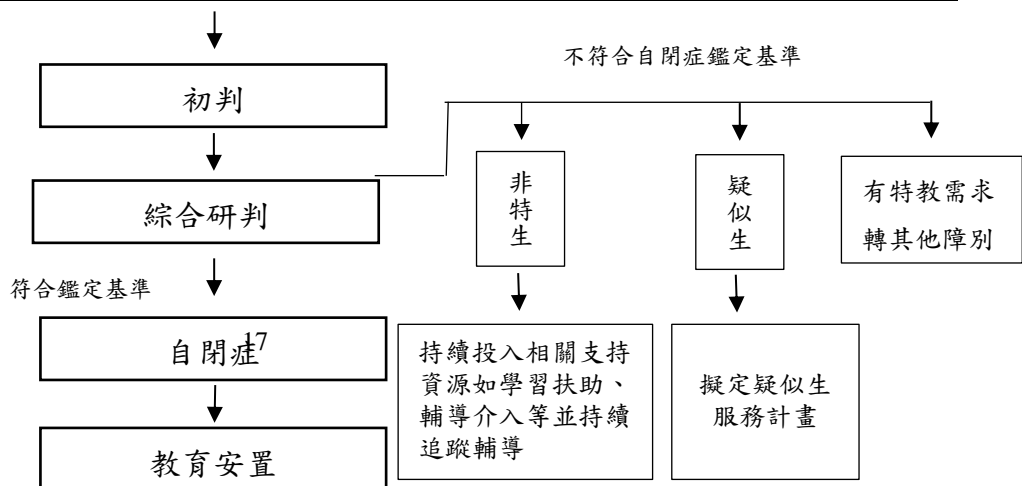 不符合自閉症鑑定基準
初判
綜合研判
非
特
生
疑
似
生
有特教需求
轉其他障別
符合鑑定基準
自閉症
17
持續投入相關支持
資源如學習扶助、
輔導介入等並持續
追蹤輔導
擬定疑似生
服務計畫
教育安置